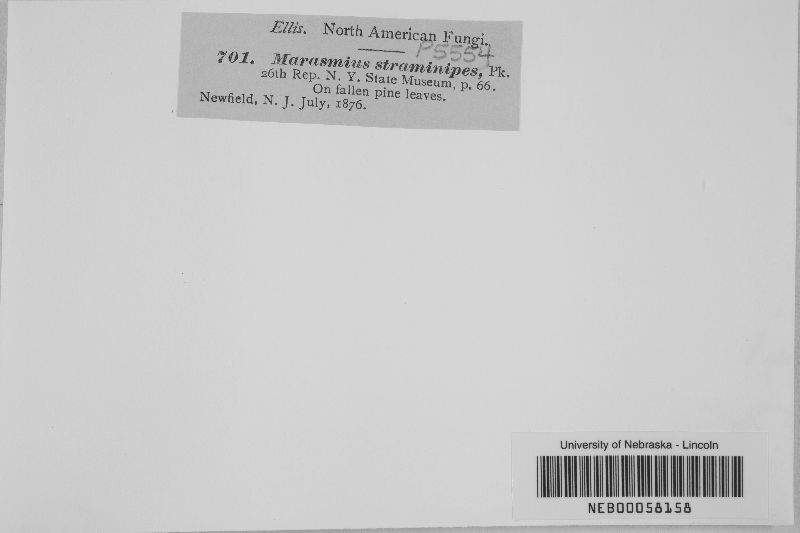 Ellis. North American Fungi.
P5554
701. Marasmius straminipes, Pk.
26th Rep. N. Y. State Museum, p. 66.
On fallen pine leaves.
Newfield, N. J. July, 1876.
University of Nebraska - Lincoln
NEB00058158